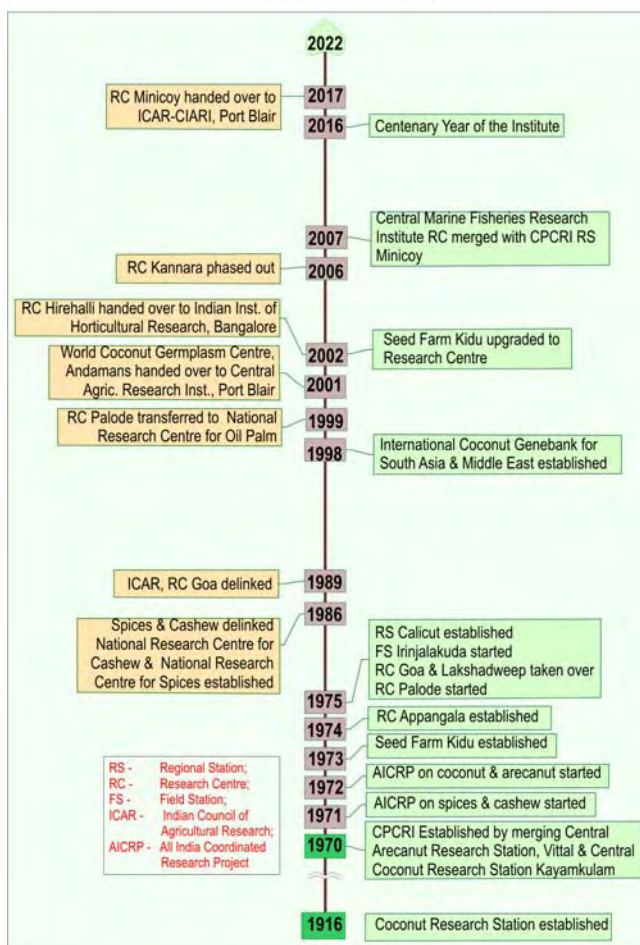 2022
2017
RC Minicoy handed over to
ICAR-CIARI, Port Blair
2016
Centenary Year of the Institute
2007
Central Marine Fisheries Research
Institute RC merged with CPCRI RS
Minicoy
2006
RC Kannara phased out
RC Hirehalli handed over to Indian Inst. of
Horticultural Research, Bangalore
2002
Seed Farm Kidu upgraded to
Research Centre
World Coconut Germplasm Centre,
Andamans handed over to Central
Agric. Research Inst., Port Blair
2001
RC Palode transferred to National
Research Centre for Oil Palm
1999
1998
International Coconut Genebank for
South Asia & Middle East established
1989
ICAR, RC Goa delinked
1986
Spices & Cashew delinked
National Research Centre for
Cashew & National Research
Centre for Spices established
RS Calicut established
FS Irinjalakuda started
RC Goa & Lakshadweep taken over
RC Palode started
1975
1974
RC Appangala established
1973
Seed Farm Kidu established
1972
AICRP on coconut & arecanut started
1971
AICRP on spices & cashew started
RS - Regional Station;
RC - Research Centre;
FS - Field Station;
ICAR - Indian Council of
Agricultural Research;
AICRP - All India Coordinated
Research Project
1970
CPCRI Established by merging Central
Arecanut Research Station, Vittal & Central
Coconut Research Station Kayamkulam
1916
Coconut Research Station established